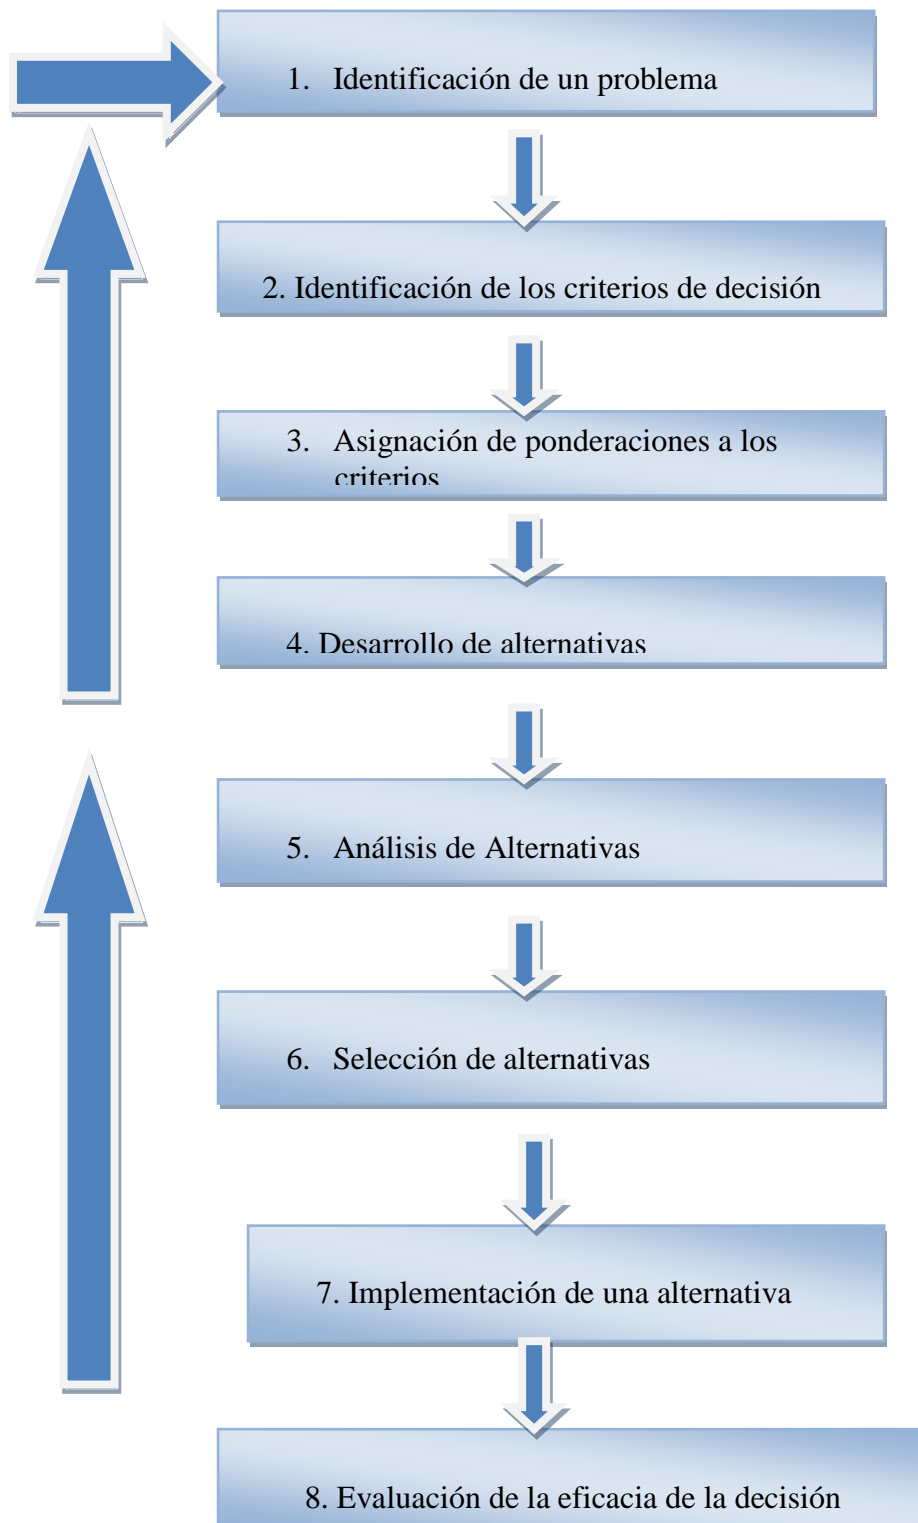 1. Identificación de un problema
2. Identificación de los criterios de decisión
3. Asignación de ponderaciones a los
criterios
4. Desarrollo de alternativas
5. Análisis de Alternativas
6. Selección de alternativas
7. Implementación de una alternativa
8. Evaluación de la eficacia de la decisión